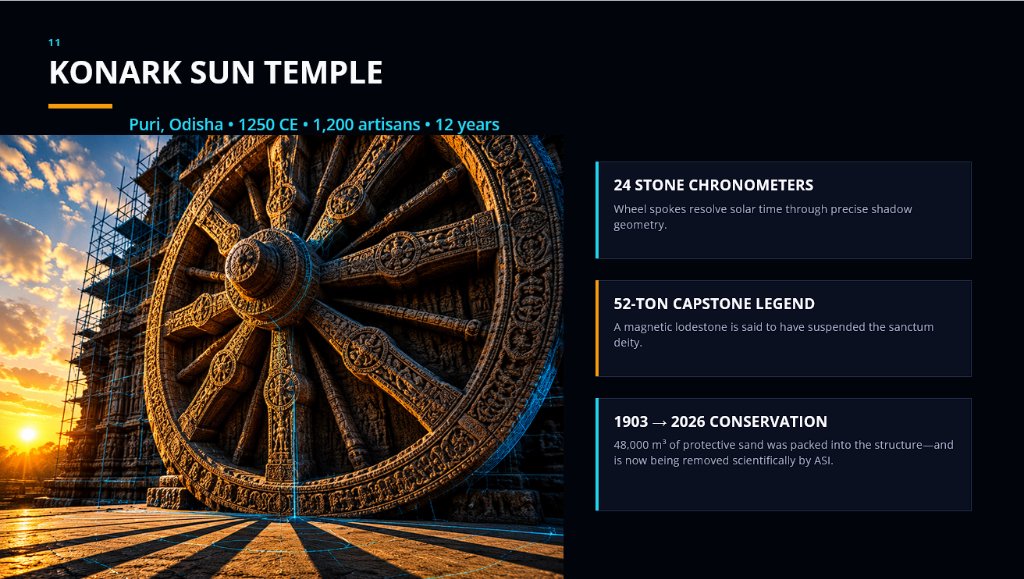 11
KONARK SUN TEMPLE
Puri, Odisha • 1250 CE • 1,200 artisans • 12 years
24 STONE CHRONOMETERS
Wheel spokes resolve solar time through precise shadow
geometry.
52-TON CAPSTONE LEGEND
A magnetic lodestone is said to have suspended the sanctum
deity.
1903 → 2026 CONSERVATION
48,000 m³ of protective sand was packed into the structure—and
is now being removed scientifically by ASI.